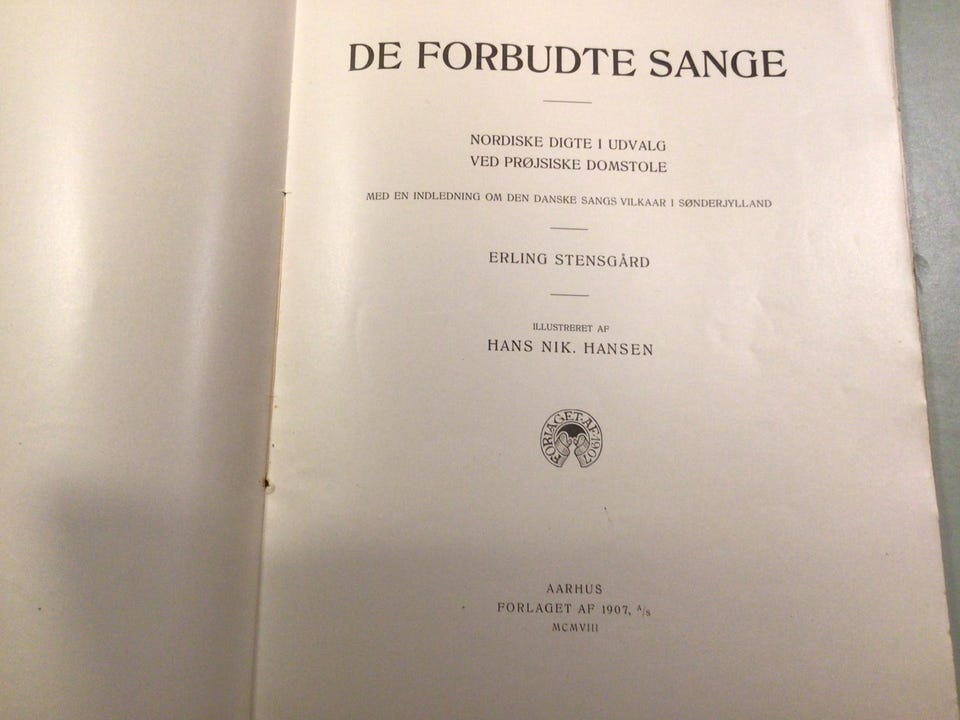 DE FORBUDTE SANGE
NORDISKE DIGTE I UDVALG
VED PRØJSISKE DOMSTOLE
MED EN INDLEDNING OM DEN DANSKE SANGS VILKAAR I SØNDERJYLLAND
ERLING STENSGÅRD
ILLUSTRERET AF
HANS NIK. HANSEN
FORLAGET·AF·1907
AARHUS
FORLAGET AF 1907, A/S
MCMVIII